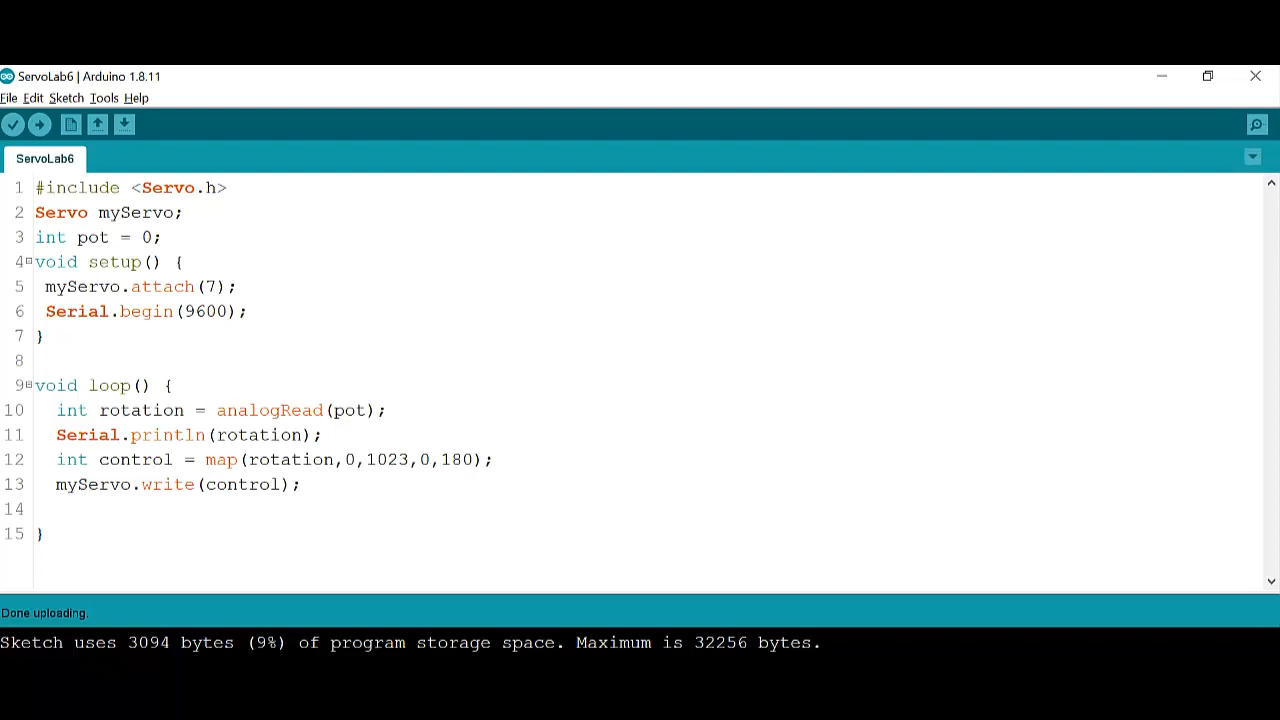 ServoLab6 | Arduino 1.8.11
File Edit Sketch Tools Help
ServoLab6
1 #include <Servo.h>
2 Servo myServo;
3 int pot = 0;
4 void setup() {
5 myServo.attach(7);
6 Serial.begin(9600);
7 }
8
9 void loop() {
10 int rotation = analogRead(pot);
11 Serial.println(rotation);
12 int control = map(rotation,0,1023,0,180);
13 myServo.write(control);
14
15 }
Done uploading.
Sketch uses 3094 bytes (9%) of program storage space. Maximum is 32256 bytes.